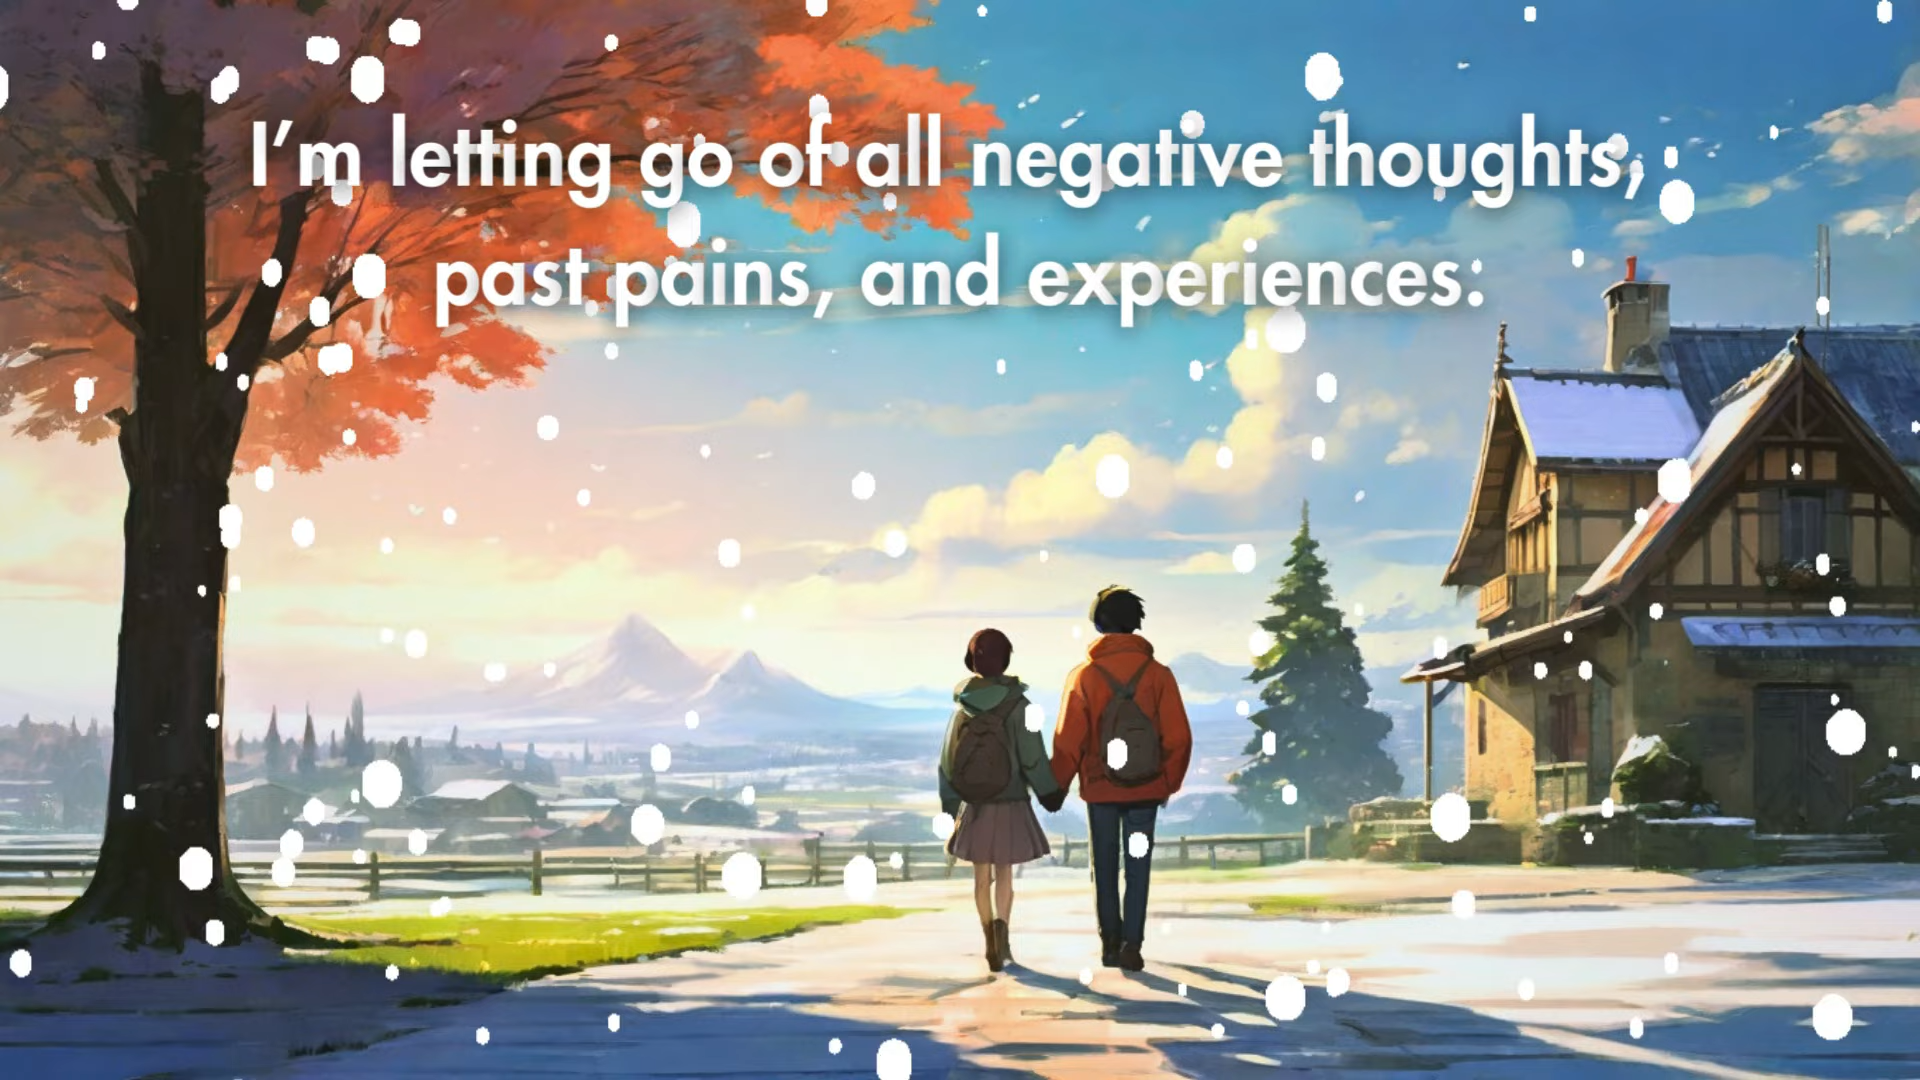 I’m letting go of all negative thoughts,
past pains, and experiences: